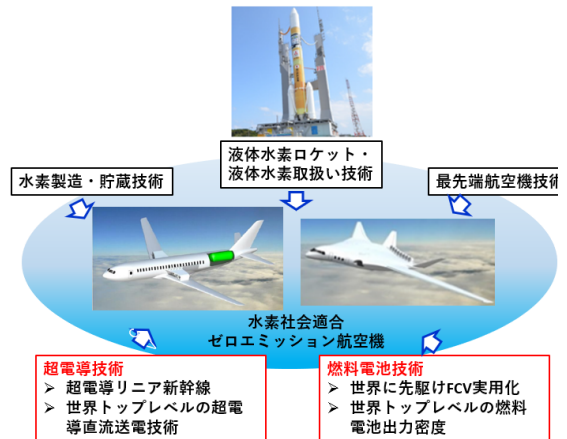 液体水素ロケット・
液体水素取扱い技術
水素製造・貯蔵技術
最先端航空機技術
水素社会適合
ゼロエミッション航空機
超電導技術
➢ 超電導リニア新幹線
➢ 世界トップレベルの超電
導直流送電技術
燃料電池技術
➢ 世界に先駆けFCV実用化
➢ 世界トップレベルの燃料
電池出力密度